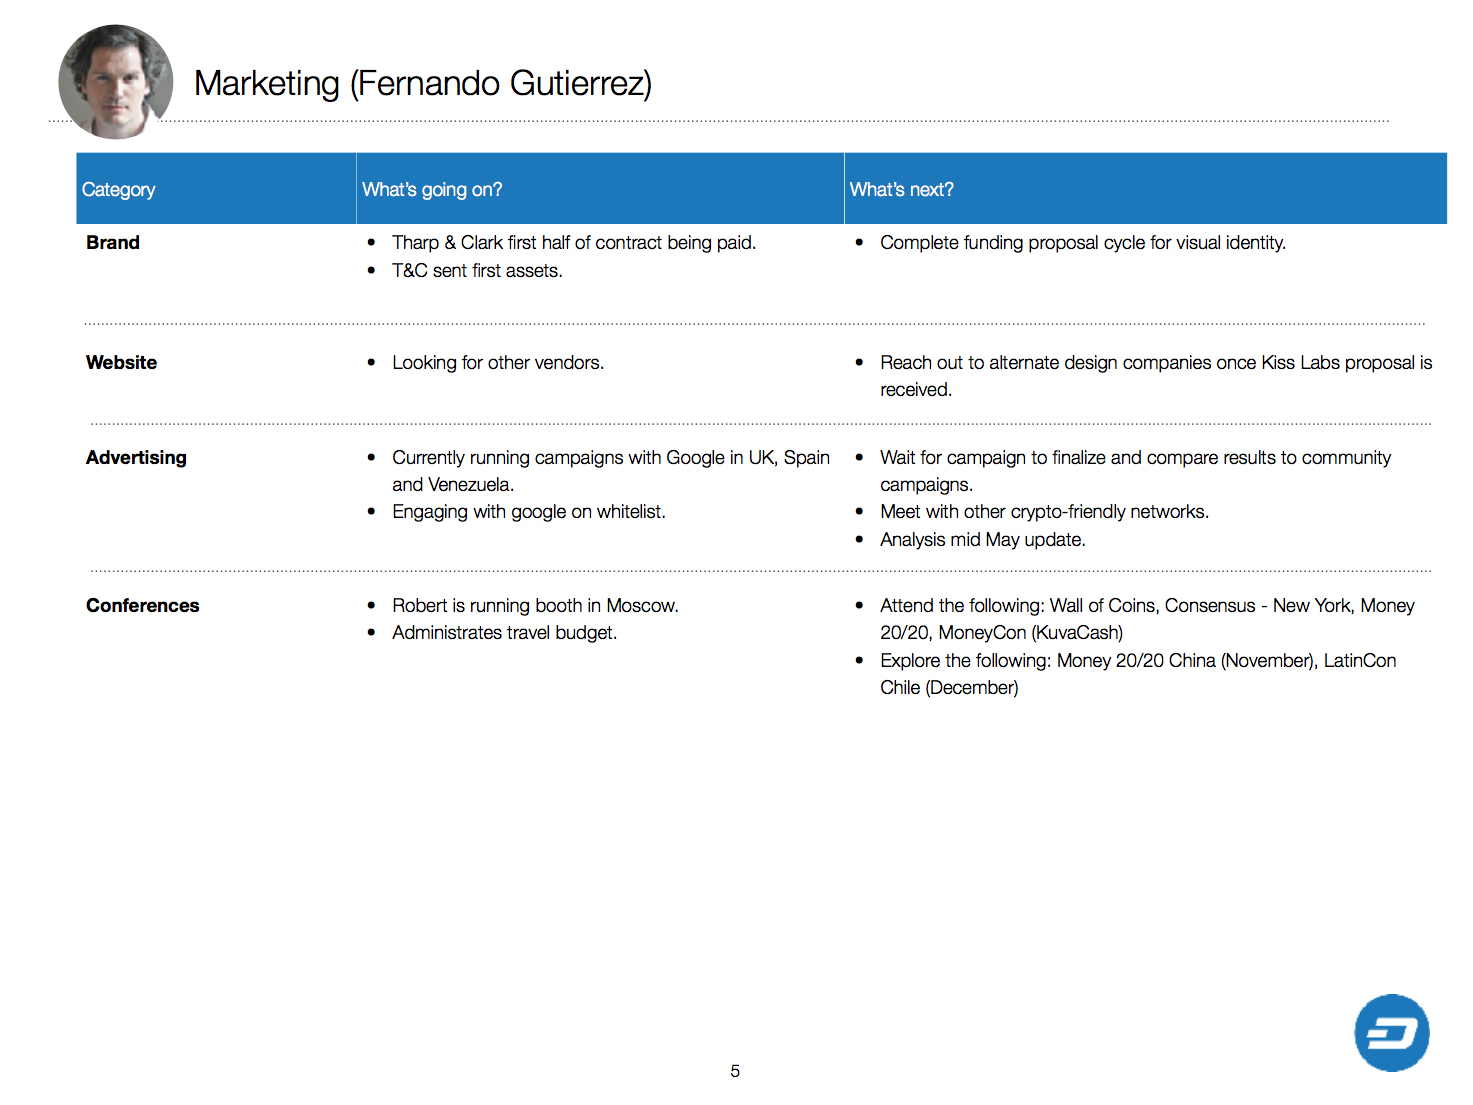 Marketing (Fernando Gutierrez)
Category
What's going on?
What's next?
Brand
• Tharp & Clark first half of contract being paid.
• T&C sent first assets.
• Complete funding proposal cycle for visual identity.
Website
• Looking for other vendors.
• Reach out to alternate design companies once Kiss Labs proposal is
received.
Advertising
• Currently running campaigns with Google in UK, Spain
and Venezuela.
• Engaging with google on whitelist.
• Wait for campaign to finalize and compare results to community
campaigns.
• Meet with other crypto-friendly networks.
• Analysis mid May update.
Conferences
• Robert is running booth in Moscow.
• Administrates travel budget.
• Attend the following: Wall of Coins, Consensus - New York, Money
20/20, MoneyCon (KuvaCash)
• Explore the following: Money 20/20 China (November), LatinCon
Chile (December)
5